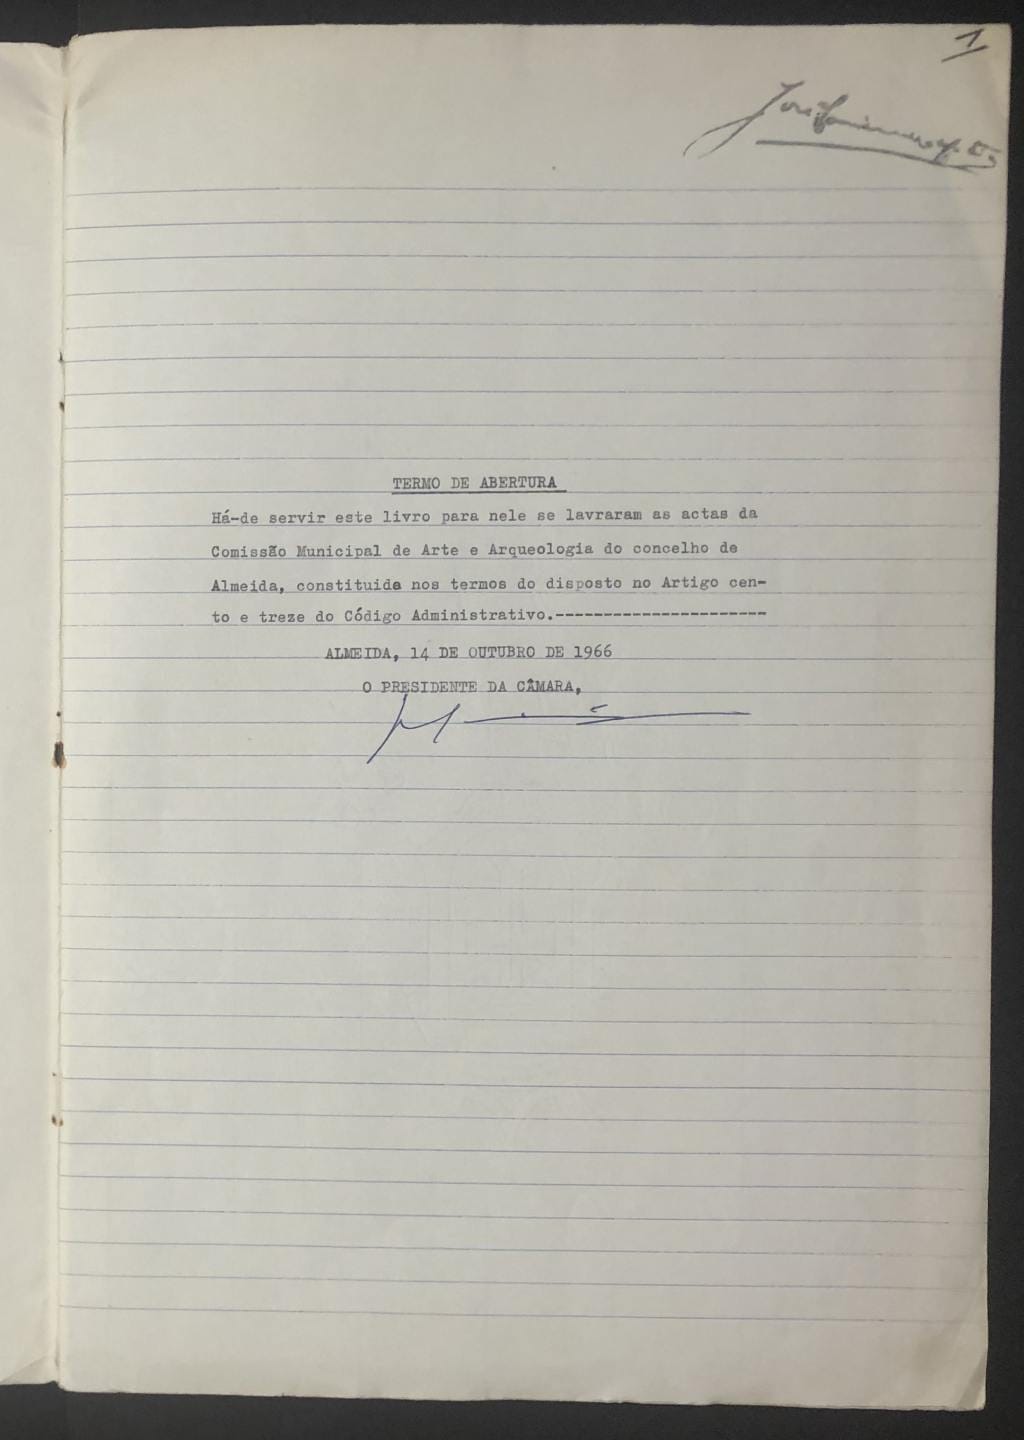 1
José
TERMO DE ABERTURA
Há-de servir este livro para nele se lavraram as actas da
Comissão Municipal de Arte e Arqueologia do concelho de
Almeida, constituida nos termos do disposto no Artigo cen-
to e treze do Código Administrativo.----------------------
ALMEIDA, 14 DE OUTUBRO DE 1966
O PRESIDENTE DA CÂMARA,